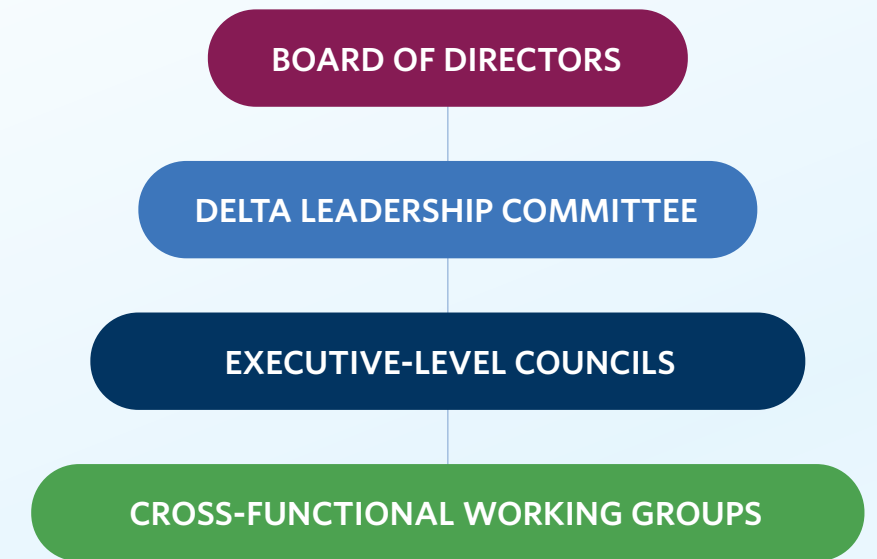 BOARD OF DIRECTORS
DELTA LEADERSHIP COMMITTEE
EXECUTIVE-LEVEL COUNCILS
CROSS-FUNCTIONAL WORKING GROUPS